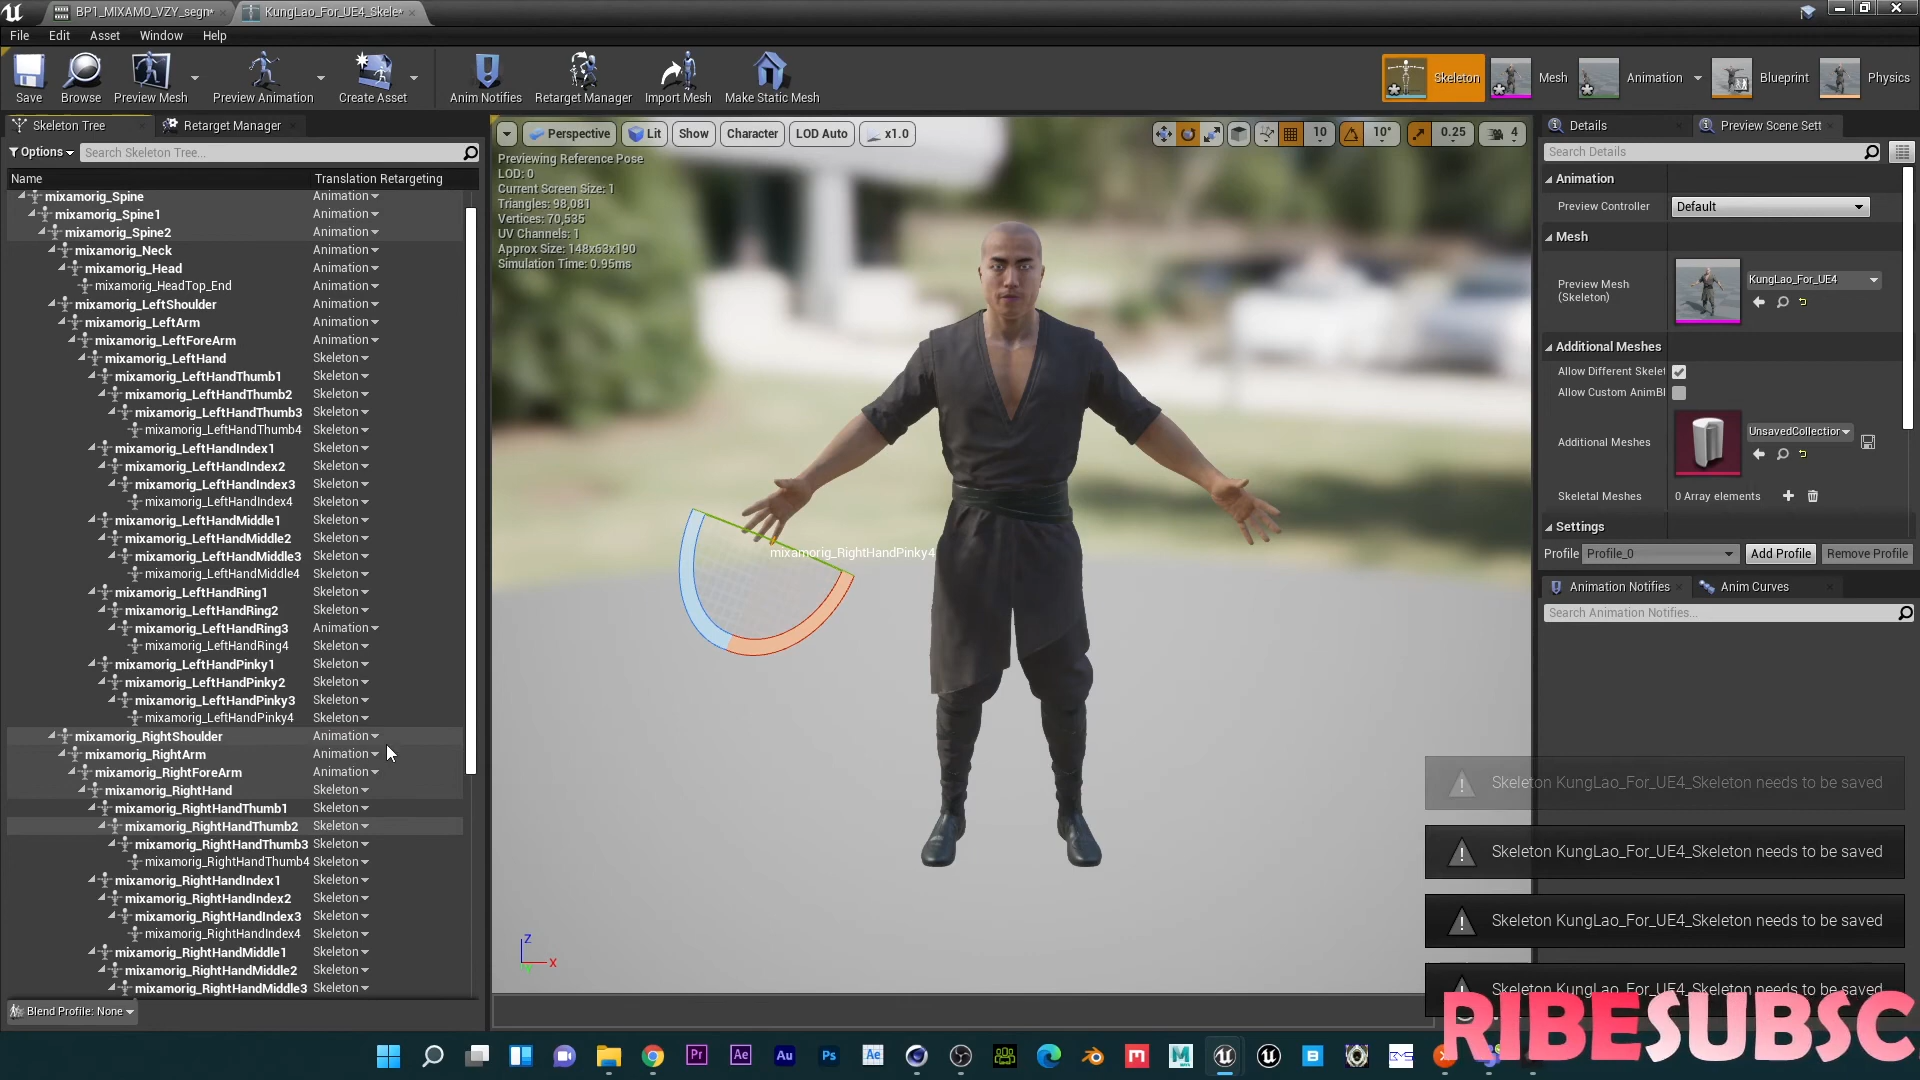 BP1_MIXAMO_VZY_segn*
KungLao_For_UE4_Skele*
File Edit Asset Window Help
Save Browse Preview Mesh Preview Animation Create Asset Anim Notifies Retarget Manager Import Mesh Make Static Mesh
Skeleton Mesh Animation Blueprint Physics
Skeleton Tree Retarget Manager
Options Search Skeleton Tree...
Name Translation Retargeting
mixamorig_Spine Animation
mixamorig_Spine1 Animation
mixamorig_Spine2 Animation
mixamorig_Neck Animation
mixamorig_Head Animation
mixamorig_HeadTop_End Animation
mixamorig_LeftShoulder Animation
mixamorig_LeftArm Animation
mixamorig_LeftForeArm Animation
mixamorig_LeftHand Skeleton
mixamorig_LeftHandThumb1 Skeleton
mixamorig_LeftHandThumb2 Skeleton
mixamorig_LeftHandThumb3 Skeleton
mixamorig_LeftHandThumb4 Skeleton
mixamorig_LeftHandIndex1 Skeleton
mixamorig_LeftHandIndex2 Skeleton
mixamorig_LeftHandIndex3 Skeleton
mixamorig_LeftHandIndex4 Skeleton
mixamorig_LeftHandMiddle1 Skeleton
mixamorig_LeftHandMiddle2 Skeleton
mixamorig_LeftHandMiddle3 Skeleton
mixamorig_LeftHandMiddle4 Skeleton
mixamorig_LeftHandRing1 Skeleton
mixamorig_LeftHandRing2 Skeleton
mixamorig_LeftHandRing3 Animation
mixamorig_LeftHandRing4 Skeleton
mixamorig_LeftHandPinky1 Skeleton
mixamorig_LeftHandPinky2 Skeleton
mixamorig_LeftHandPinky3 Skeleton
mixamorig_LeftHandPinky4 Skeleton
mixamorig_RightShoulder Animation
mixamorig_RightArm Animation
mixamorig_RightForeArm Animation
mixamorig_RightHand Skeleton
mixamorig_RightHandThumb1 Skeleton
mixamorig_RightHandThumb2 Skeleton
mixamorig_RightHandThumb3 Skeleton
mixamorig_RightHandThumb4 Skeleton
mixamorig_RightHandIndex1 Skeleton
mixamorig_RightHandIndex2 Skeleton
mixamorig_RightHandIndex3 Skeleton
mixamorig_RightHandIndex4 Skeleton
mixamorig_RightHandMiddle1 Skeleton
mixamorig_RightHandMiddle2 Skeleton
mixamorig_RightHandMiddle3 Skeleton
Blend Profile: None
Perspective Lit Show Character LOD Auto x1.0 10 10° 0.25 4
Previewing Reference Pose
LOD: 0
Current Screen Size: 1
Triangles: 98,081
Vertices: 70,535
UV Channels: 1
Approx Size: 148x63x190
Simulation Time: 0.95ms
mixamorig_RightHandPinky4
Z
X
Details Preview Scene Sett
Search Details
Animation
Preview Controller Default
Mesh
Preview Mesh (Skeleton) KungLao_For_UE4
Additional Meshes
Allow Different Skelet
Allow Custom AnimBl
Additional Meshes UnsavedCollection
Skeletal Meshes 0 Array elements
Settings
Profile Profile_0 Add Profile Remove Profile
Animation Notifies Anim Curves
Search Animation Notifies...
Skeleton KungLao_For_UE4_Skeleton needs to be saved
Skeleton KungLao_For_UE4_Skeleton needs to be saved
Skeleton KungLao_For_UE4_Skeleton needs to be saved
Skeleton KungLao_For_UE4_Skeleton needs to be saved
RIBESUBSC
Pr Ae Au Ps Ae